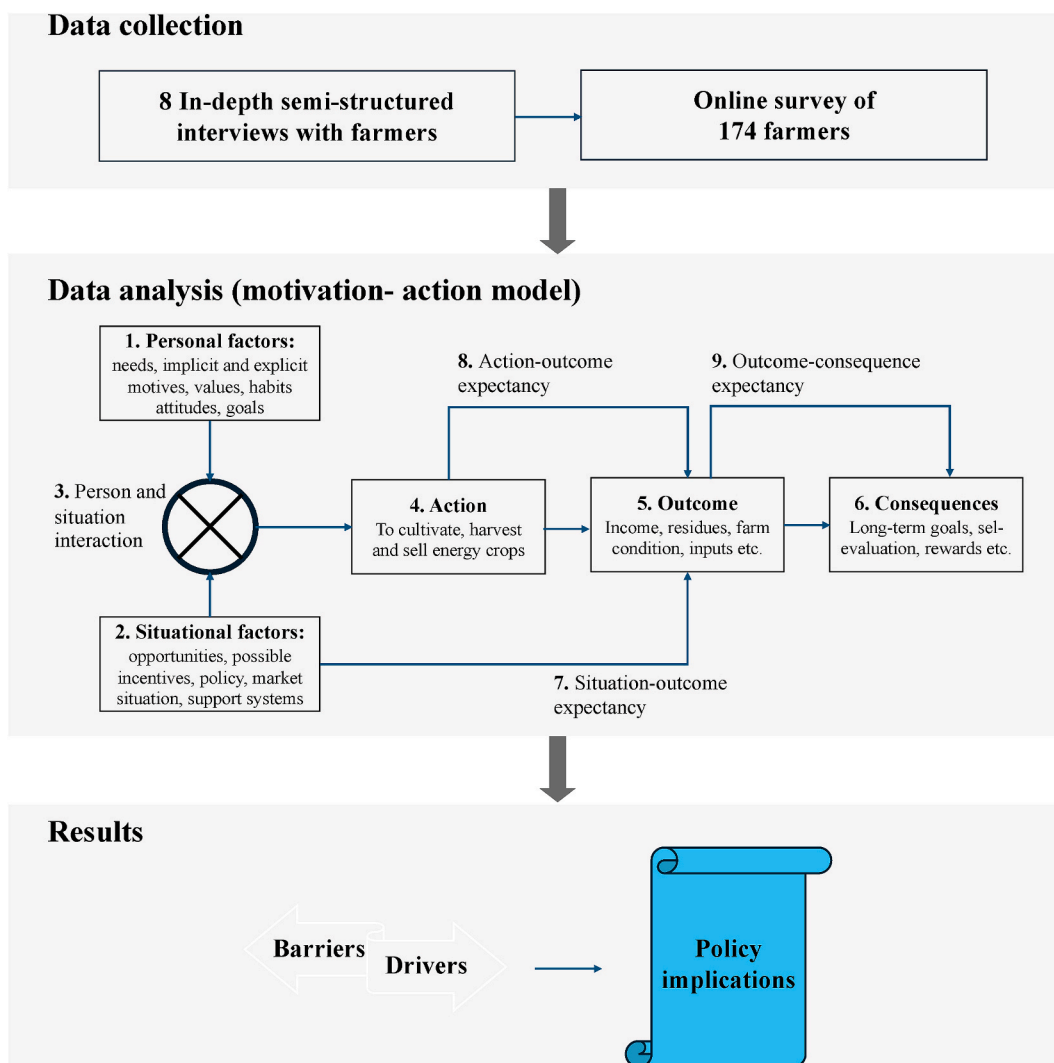 Data collection
8 In-depth semi-structured
interviews with farmers
Online survey of
174 farmers
Data analysis (motivation- action model)
1. Personal factors:
needs, implicit and explicit
motives, values, habits
attitudes, goals
8. Action-outcome
expectancy
9. Outcome-consequence
expectancy
3. Person and
situation
interaction
4. Action
To cultivate, harvest
and sell energy crops
5. Outcome
Income, residues, farm
condition, inputs etc.
6. Consequences
Long-term goals, sel-
evaluation, rewards etc.
2. Situational factors:
opportunities, possible
incentives, policy, market
situation, support systems
7. Situation-outcome
expectancy
Results
Barriers
Drivers
Policy
implications